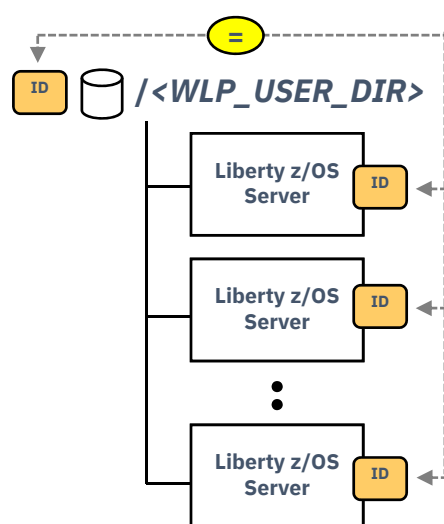 =
ID
/<WLP_USER_DIR>
Liberty z/OS
Server
ID
Liberty z/OS
Server
ID
Liberty z/OS
Server
ID